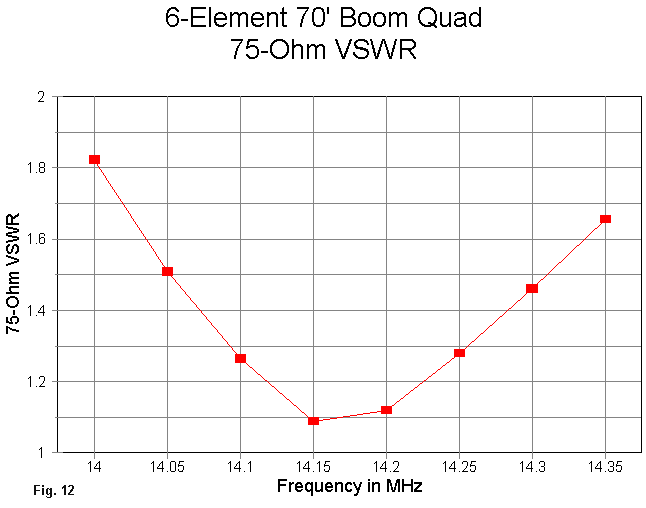 6-Element 70' Boom Quad
75-Ohm VSWR
2
1.8
1.6
1.4
1.2
1
75-Ohm VSWR
14 14.05 14.1 14.15 14.2 14.25 14.3 14.35
Frequency in MHz
Fig. 12